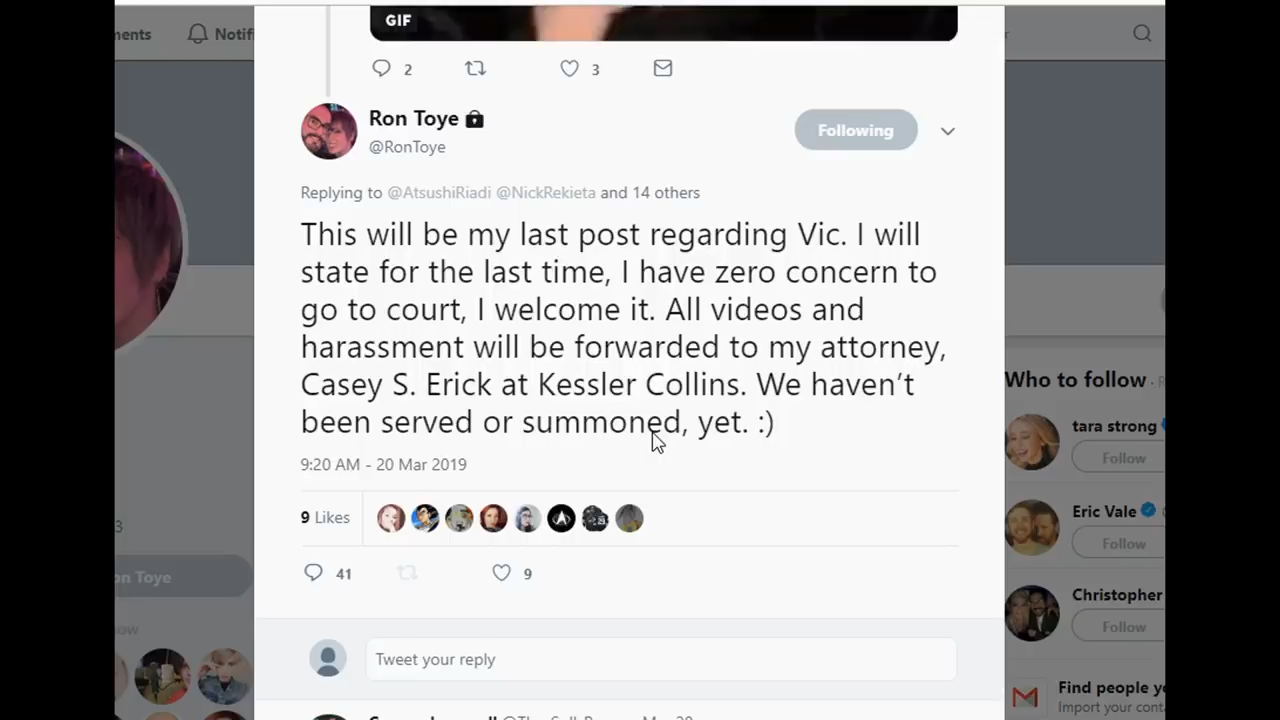 GIF
ments
Notifi
2
3
Ron Toye
@RonToye
Following
Replying to @AtsushiRiadi @NickRekieta and 14 others
This will be my last post regarding Vic. I will
state for the last time, I have zero concern to
go to court, I welcome it. All videos and
harassment will be forwarded to my attorney,
Casey S. Erick at Kessler Collins. We haven't
been served or summoned, yet. :)
9:20 AM - 20 Mar 2019
9 Likes
41
9
Tweet your reply
3
on Toye
Who to follow
tara strong
Follow
Eric Vale
Follow
Christopher
Follow
Find people yo
Import your conta